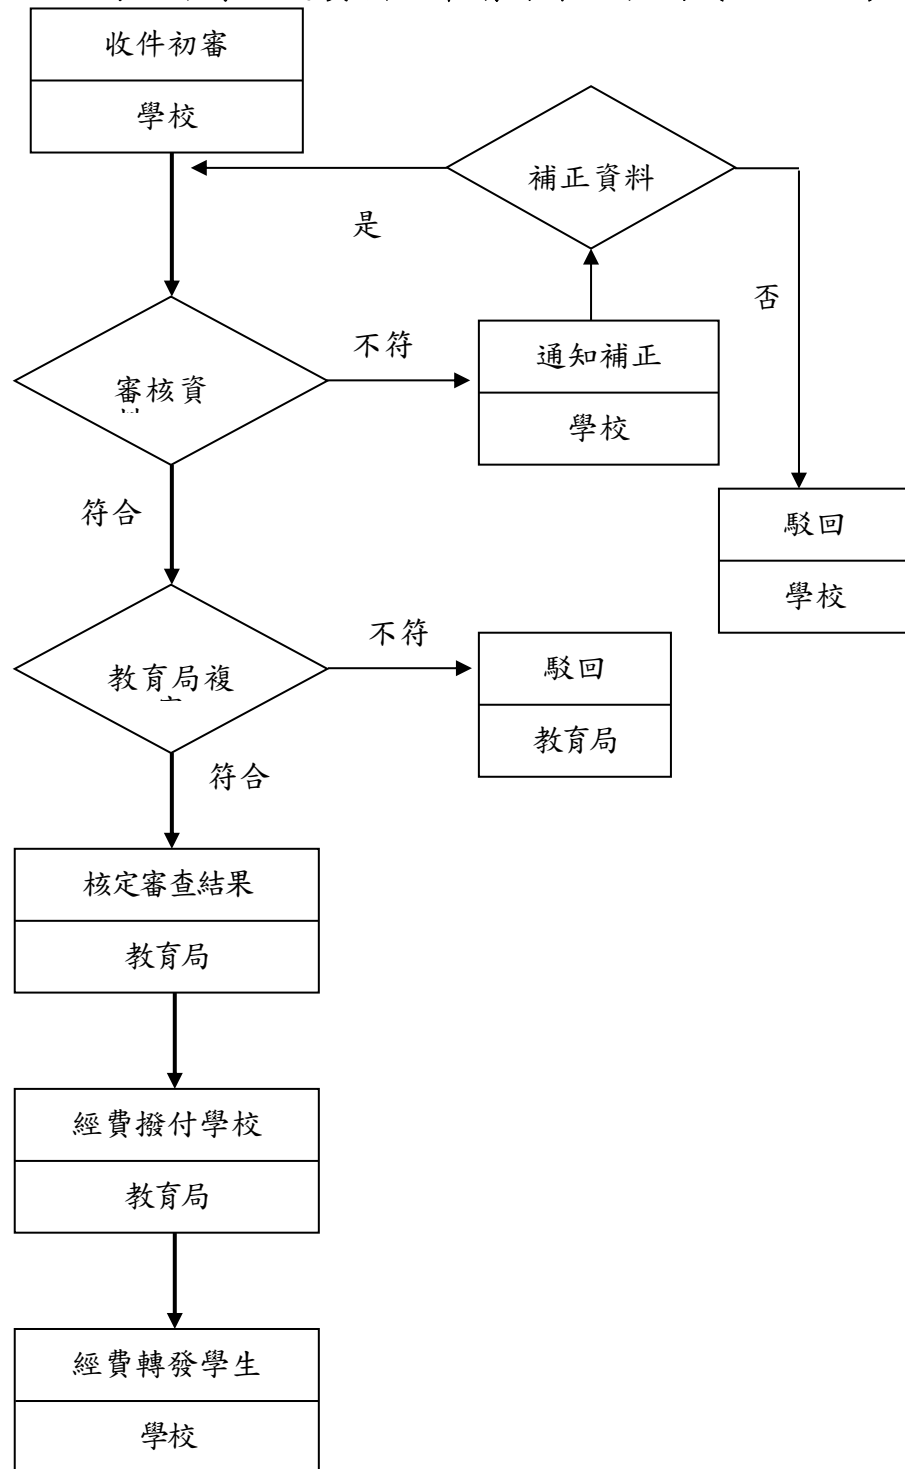 收件初審
學校
補正資料
是
否
不符
通知補正
學校
審核資
符合
駁回
學校
不符
教育局複
駁回
教育局
符合
核定審查結果
教育局
經費撥付學校
教育局
經費轉發學生
學校